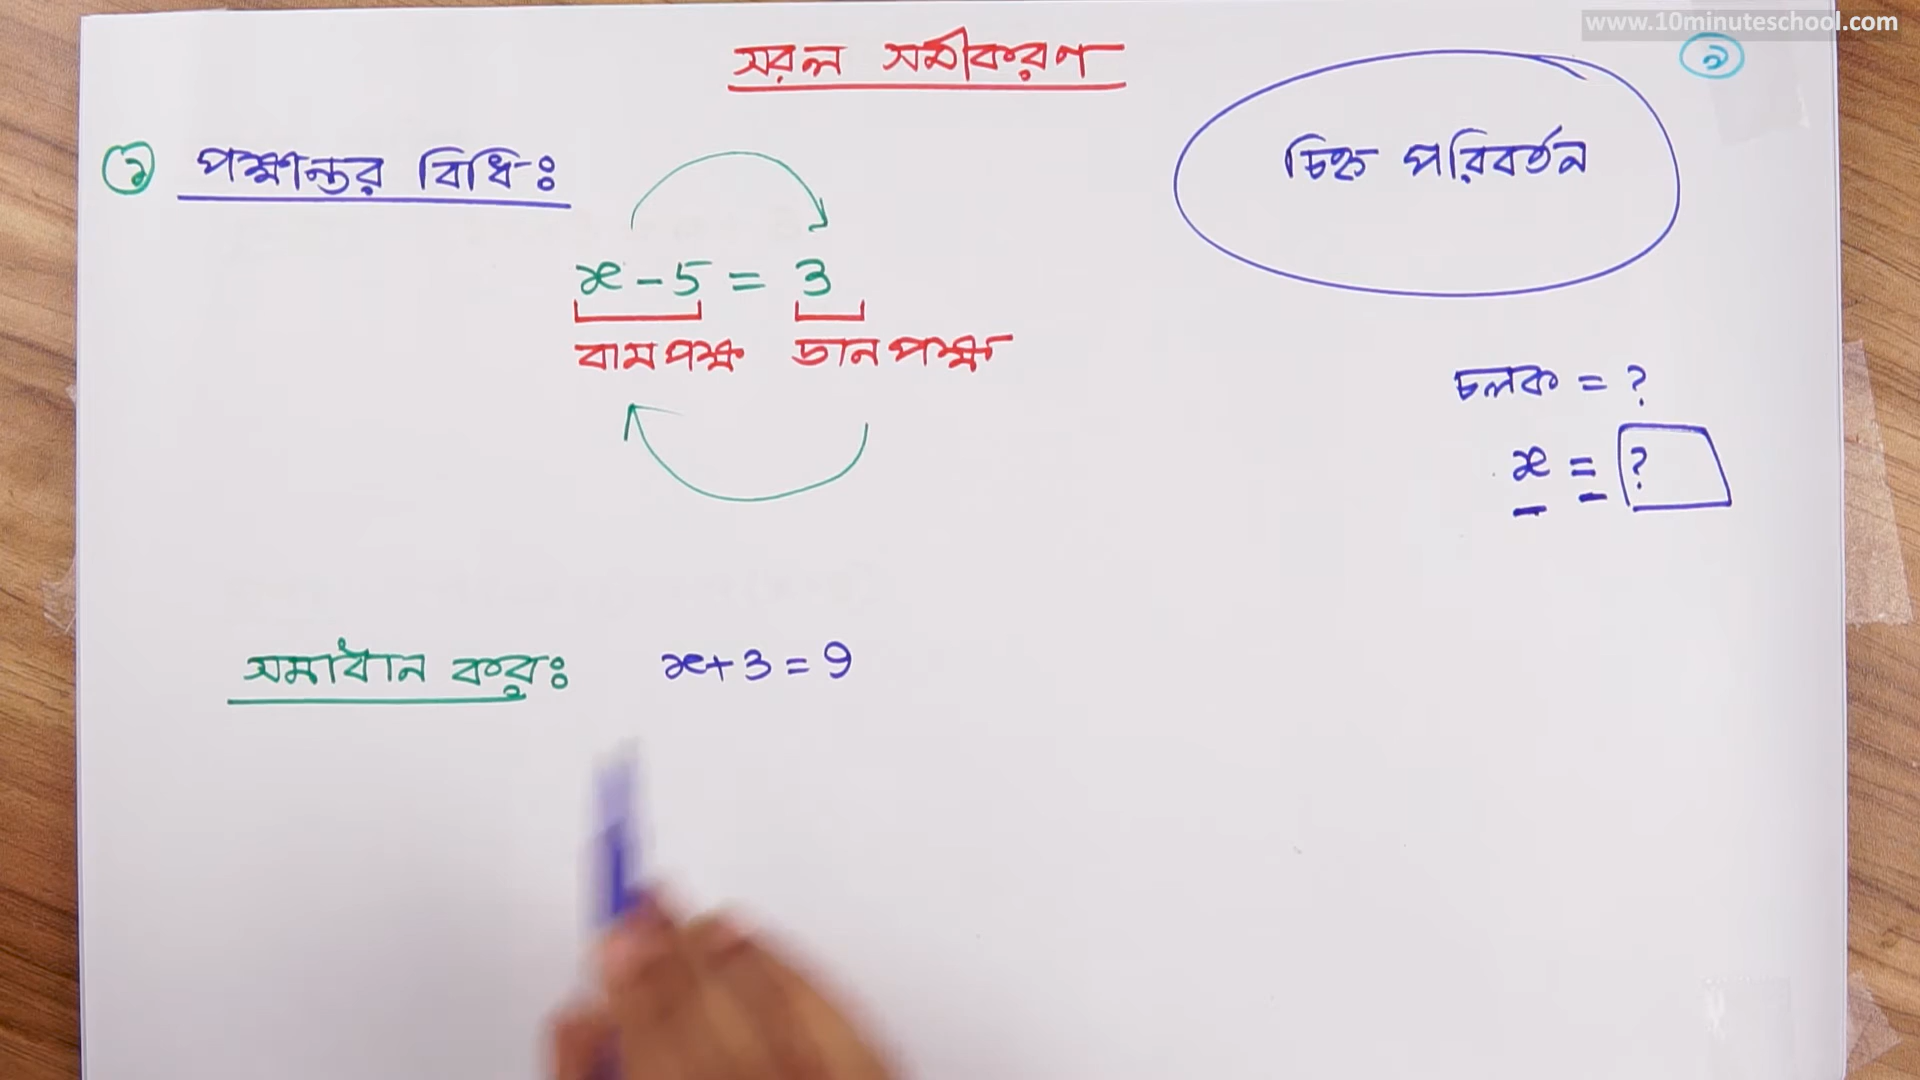 www.10minuteschool.com
সরল সমীকরণ
১
১ পক্ষান্তর বিধিঃ
চিহ্ন পরিবর্তন
x - 5 = 3
বামপক্ষ ডানপক্ষ
চলক = ?
x = ?
সমাধান করুঃ x + 3 = 9